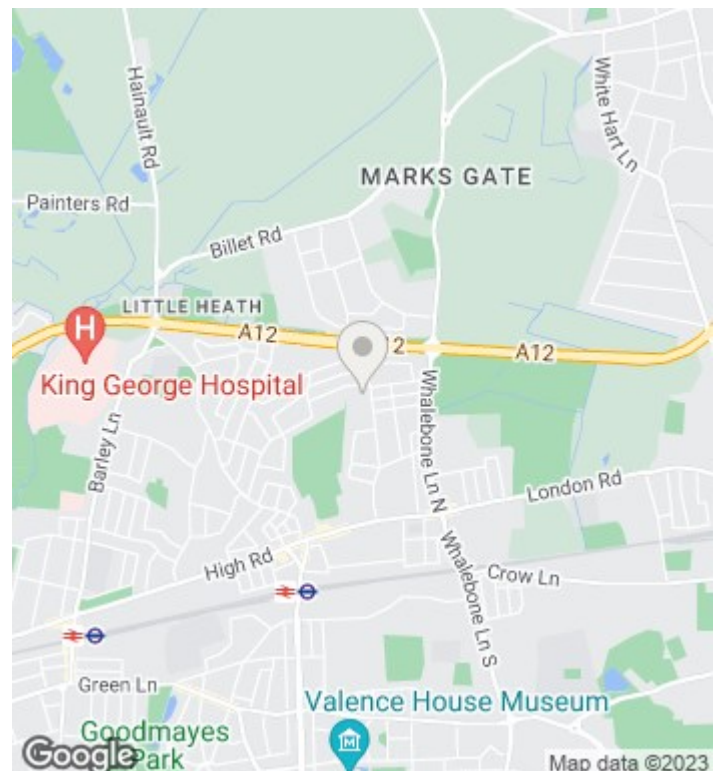 Hainault Rd
White Hart Ln
MARKS GATE
Painters Rd
Billet Rd
LITTLE HEATH
A12
12
A12
H
King George Hospital
Barley Ln
Whalebone Ln N
London Rd
High Rd
Whalebone Ln S
Crow Ln
Green Ln
Valence House Museum
Goodmayes
Park
M
Google
Map data ©2023